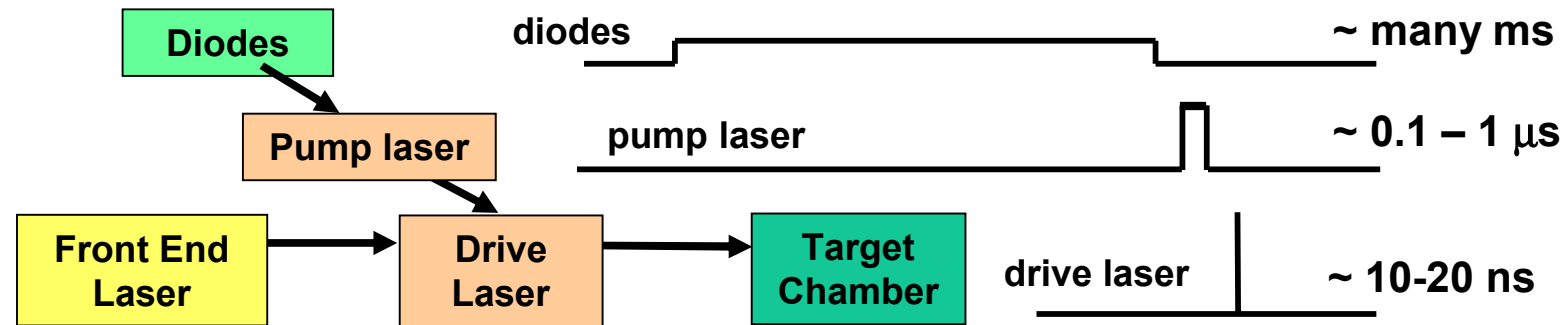 Diodes
Pump laser
Front End
Laser
Drive
Laser
Target
Chamber
diodes
~ many ms
pump laser
~ 0.1 – 1 μs
drive laser
~ 10-20 ns